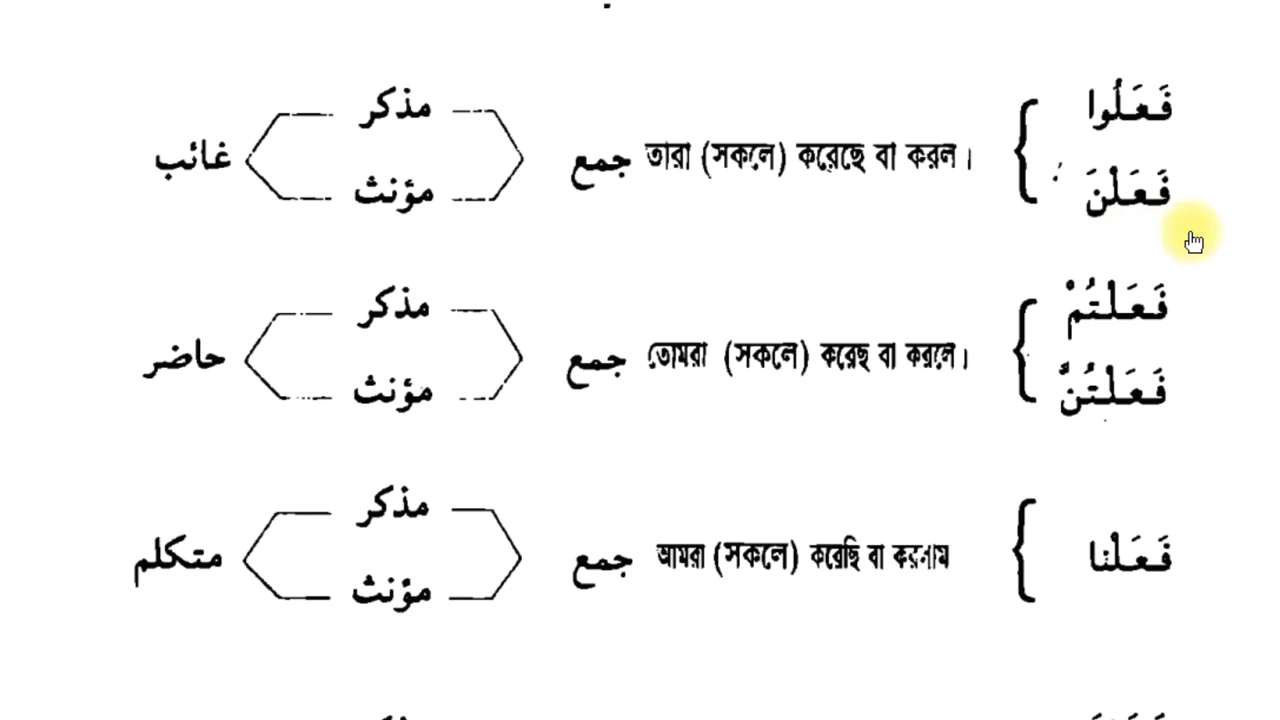 فَعَلُوا
مذكر
غائب جمع তারা (সকলে) করেছে বা করল।
فَعَلْنَ
مؤنث
فَعَلْتُمْ
مذكر
حاضر جمع তোমরা (সকলে) করেছ বা করলে।
فَعَلْتُنَّ
مؤنث
مذكر
متكلم جمع আমরা (সকলে) করেছি বা করলাম فَعَلْنَا
مؤنث